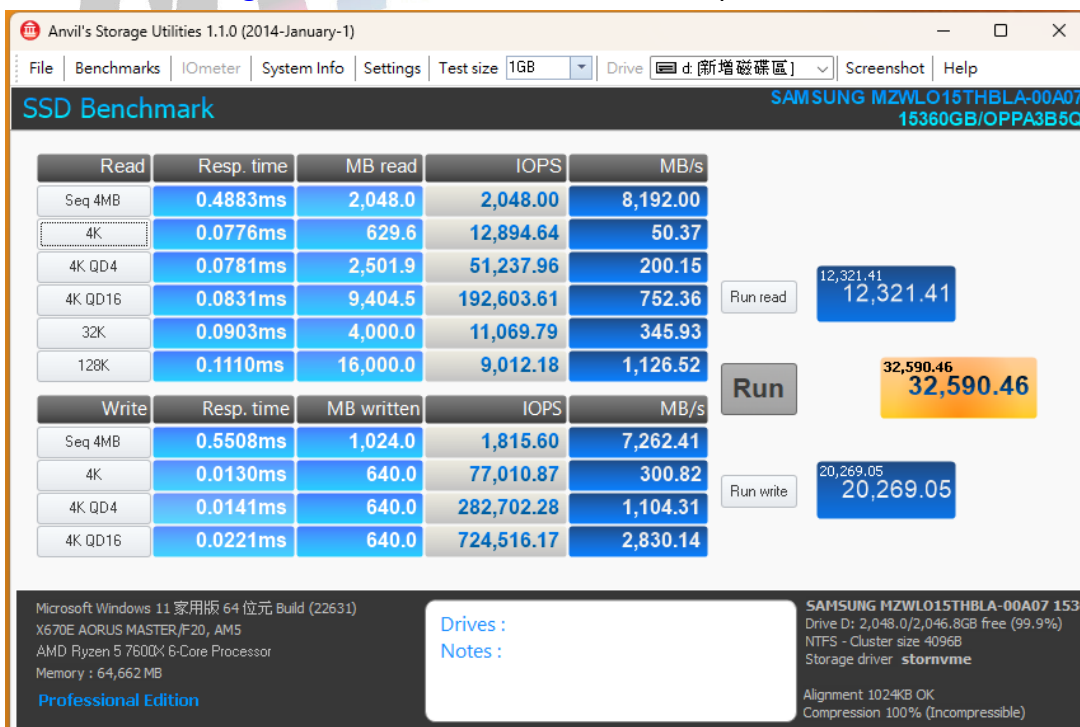 Anvil's Storage Utilities 1.1.0 (2014-January-1)
File Benchmarks IOmeter System Info Settings Test size 1GB Drive d: [新增磁碟區] Screenshot Help
SSD Benchmark
SAMSUNG MZWLO15THBLA-00A07
15360GB/OPPA3B5Q
Read Resp. time MB read IOPS MB/s
Seq 4MB 0.4883ms 2,048.0 2,048.00 8,192.00
4K 0.0776ms 629.6 12,894.64 50.37
4K QD4 0.0781ms 2,501.9 51,237.96 200.15
4K QD16 0.0831ms 9,404.5 192,603.61 752.36
32K 0.0903ms 4,000.0 11,069.79 345.93
128K 0.1110ms 16,000.0 9,012.18 1,126.52
Run read
12,321.41
12,321.41
Run
32,590.46
32,590.46
Write Resp. time MB written IOPS MB/s
Seq 4MB 0.5508ms 1,024.0 1,815.60 7,262.41
4K 0.0130ms 640.0 77,010.87 300.82
4K QD4 0.0141ms 640.0 282,702.28 1,104.31
4K QD16 0.0221ms 640.0 724,516.17 2,830.14
Run write
20,269.05
20,269.05
Microsoft Windows 11 家用版 64 位元 Build (22631)
X670E AORUS MASTER/F20, AM5
AMD Ryzen 5 7600X 6-Core Processor
Memory : 64,662 MB
Professional Edition
Drives :
Notes :
SAMSUNG MZWLO15THBLA-00A07 153
Drive D: 2,048.0/2,046.8GB free (99.9%)
NTFS - Cluster size 4096B
Storage driver stornvme
Alignment 1024KB OK
Compression 100% (Incompressible)